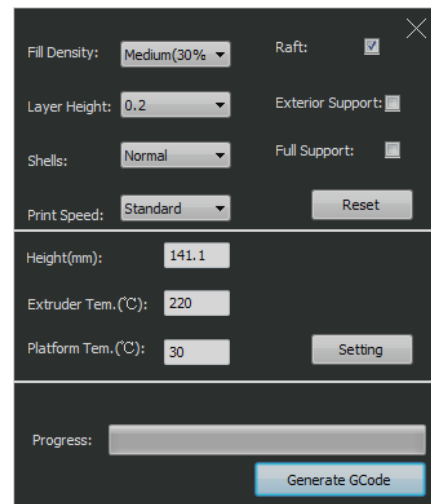 Fill Density: Medium(30% Raft:
Layer Height: 0.2 Exterior Support:
Shells: Normal Full Support:
Print Speed: Standard Reset
Height(mm): 141.1
Extruder Tem.(℃): 220
Platform Tem.(℃): 30 Setting
Progress:
Generate GCode